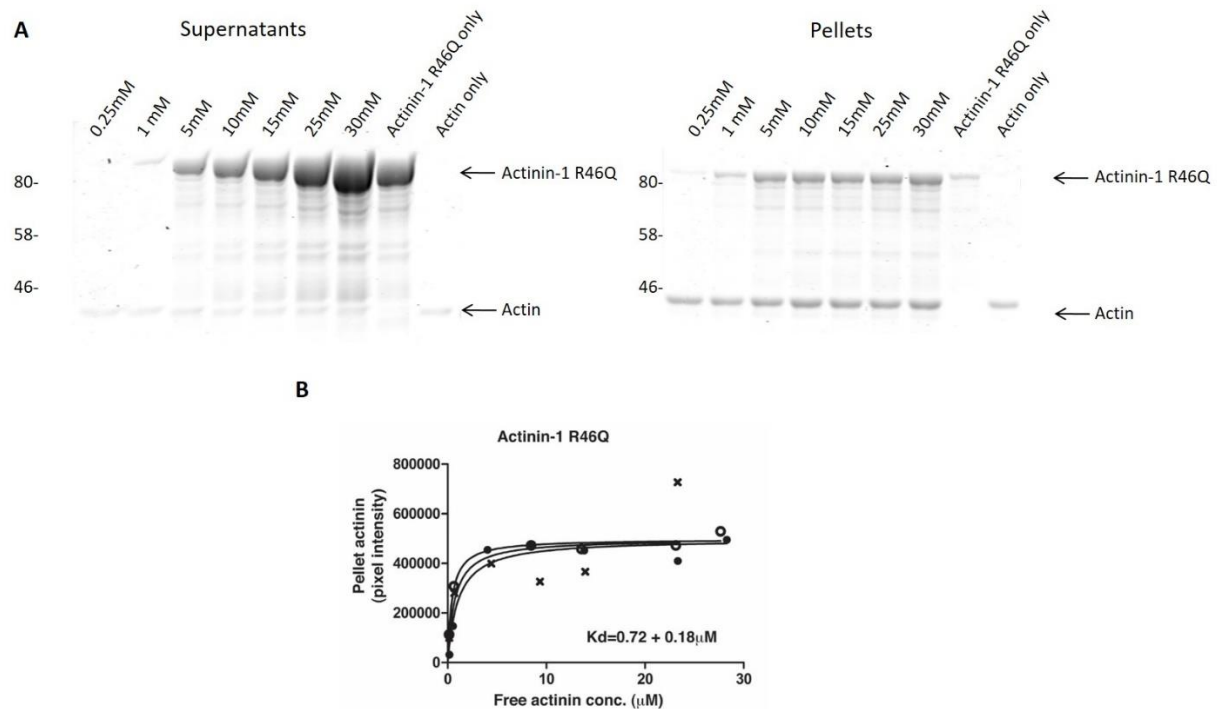 A
Supernatants
0.25mM
1 mM
5mM
10mM
15mM
25mM
30mM
Actinin-1 R46Q only
Actin only
80-
58-
46-
Actinin-1 R46Q
Actin
Pellets
0.25mM
1 mM
5mM
10mM
15mM
25mM
30mM
Actinin-1 R46Q only
Actin only
80-
58-
46-
Actinin-1 R46Q
Actin
B
Actinin-1 R46Q
Pellet actinin
(pixel intensity)
800000
600000
400000
200000
0
Kd=0.72 + 0.18μM
0 10 20 30
Free actinin conc. (μM)